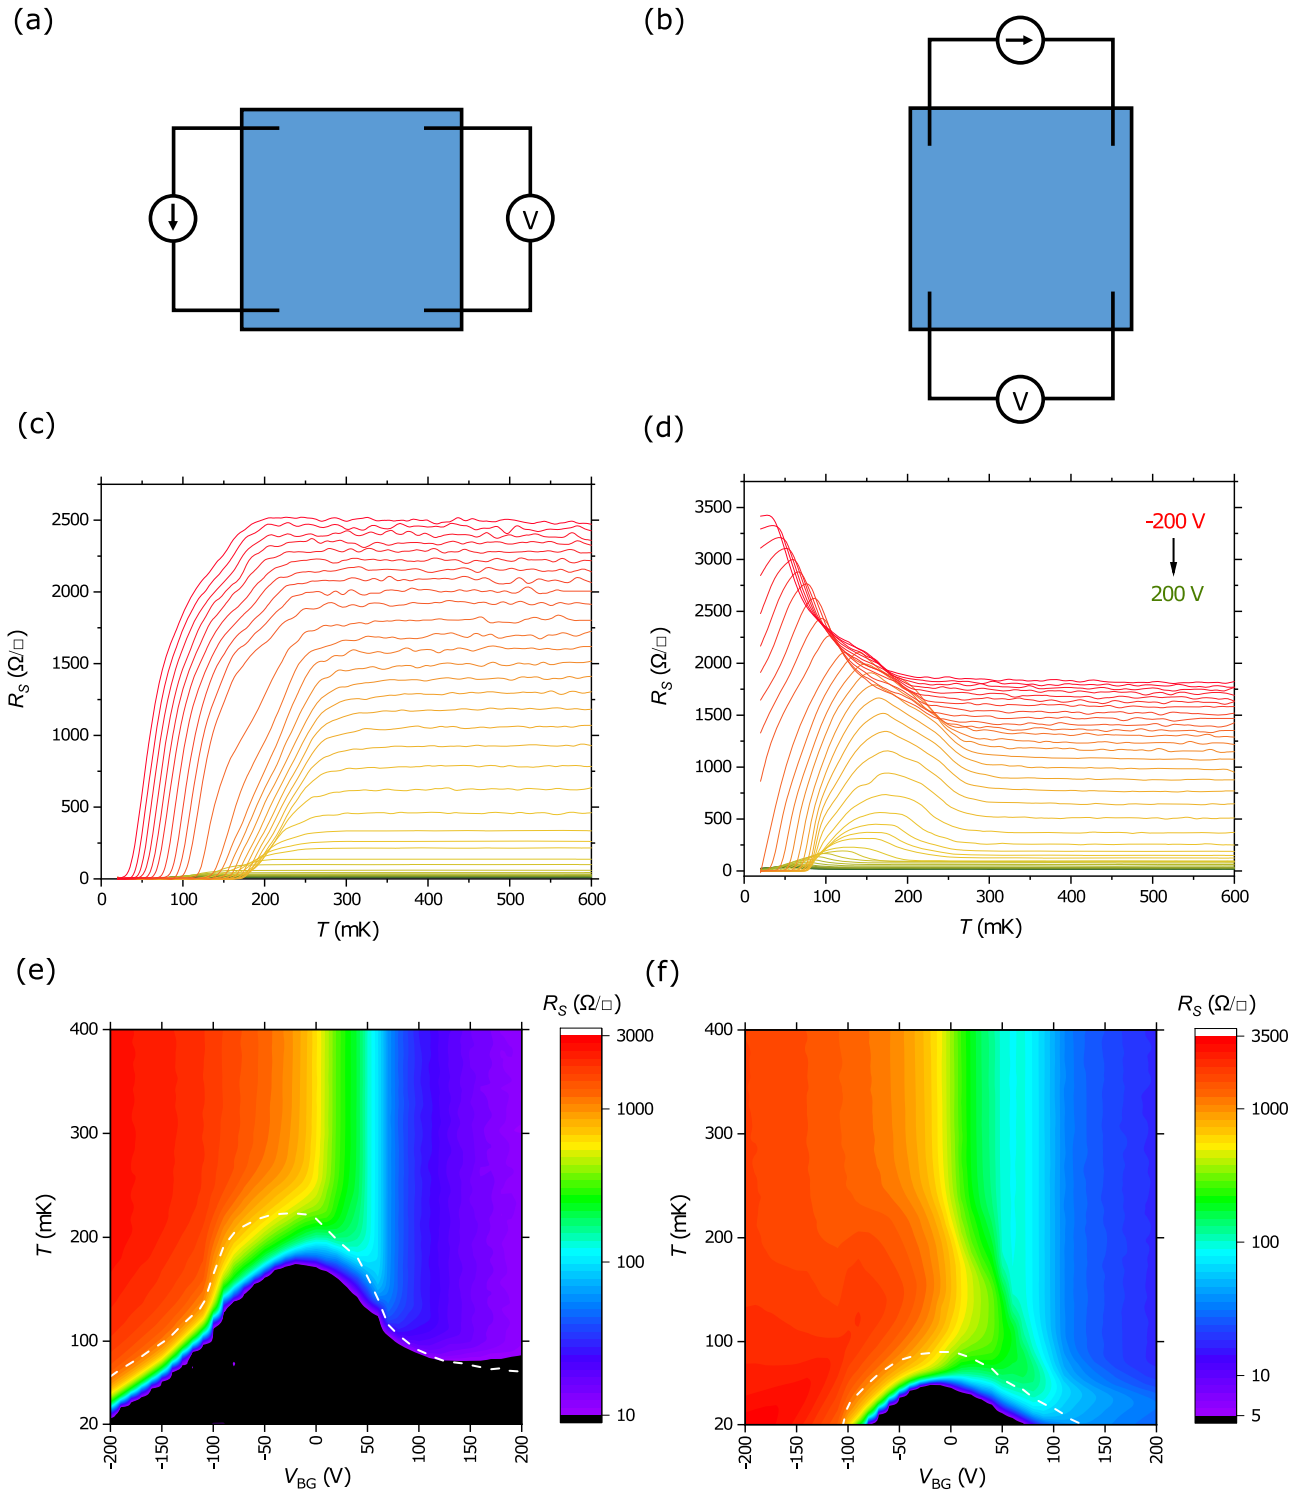 (a)
(b)
V
V
(c)
(d)
R_S (Ω/□)
2500
2000
1500
1000
500
0
0 100 200 300 400 500 600
T (mK)
R_S (Ω/□)
3500
3000
2500
2000
1500
1000
500
0
-200 V
200 V
0 100 200 300 400 500 600
T (mK)
(e)
(f)
T (mK)
400
300
200
100
20
-200 -150 -100 -50 0 50 100 150 200
V_BG (V)
R_S (Ω/□)
3000
1000
100
10
T (mK)
400
300
200
100
20
-200 -150 -100 -50 0 50 100 150 200
V_BG (V)
R_S (Ω/□)
3500
1000
100
10
5